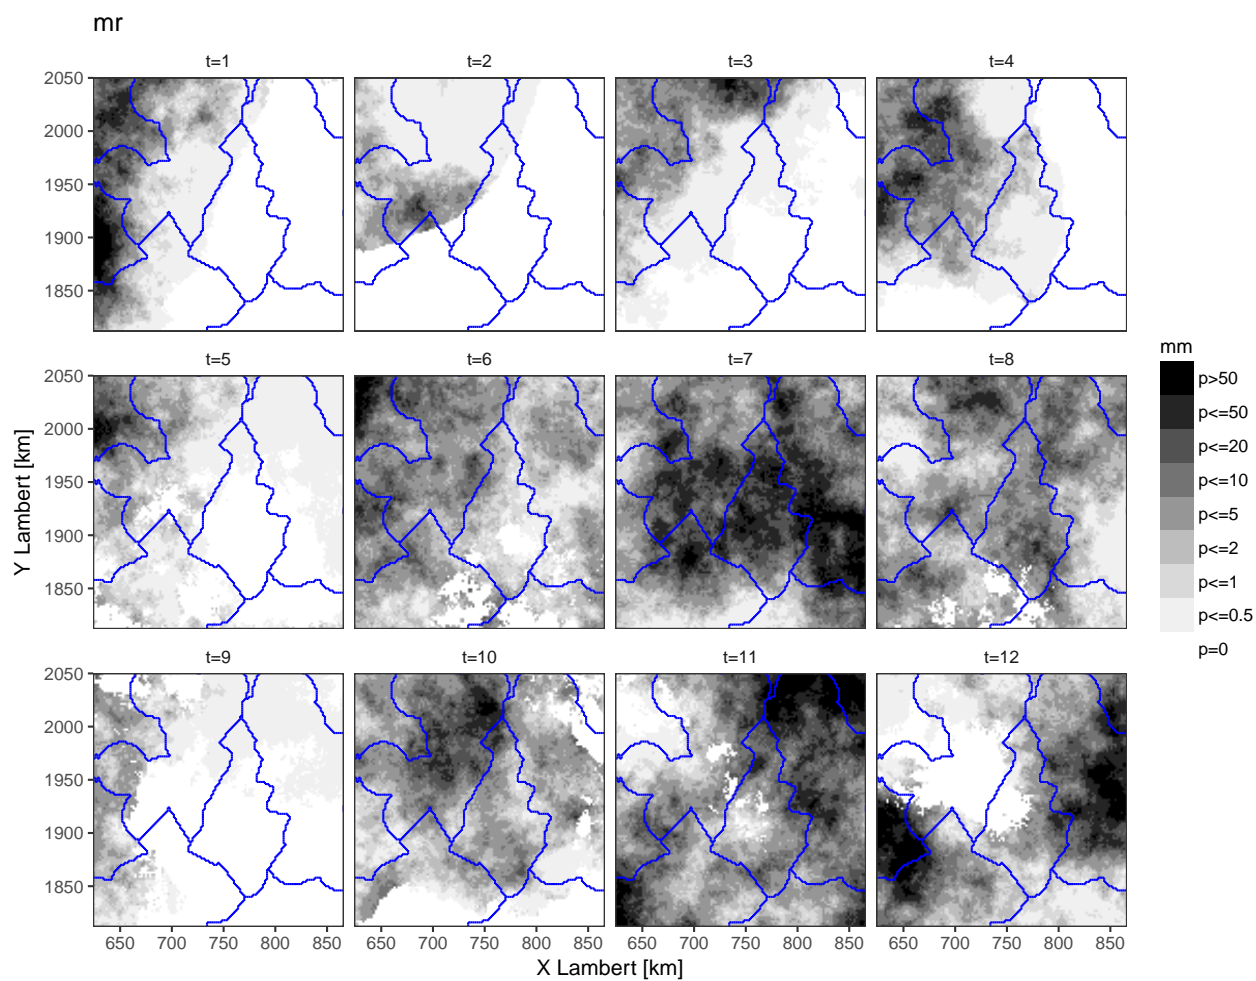 mr
t=1 t=2 t=3 t=4
2050
2000
1950
1900
1850
t=5 t=6 t=7 t=8
2050
2000
1950
1900
1850
t=9 t=10 t=11 t=12
2050
2000
1950
1900
1850
650 700 750 800 850 650 700 750 800 850 650 700 750 800 850 650 700 750 800 850
X Lambert [km]
Y Lambert [km]
mm
p>50
p<=50
p<=20
p<=10
p<=5
p<=2
p<=1
p<=0.5
p=0